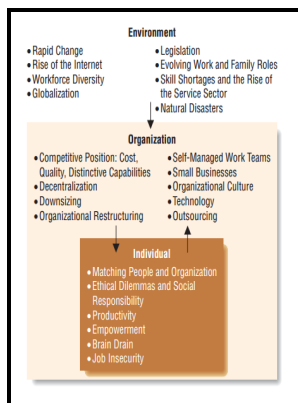 Environment
•Rapid Change
•Rise of the Internet
•Workforce Diversity
•Globalization
•Legislation
•Evolving Work and Family Roles
•Skill Shortages and the Rise of
the Service Sector
•Natural Disasters
Organization
•Competitive Position: Cost,
Quality, Distinctive Capabilities
•Decentralization
•Downsizing
•Organizational Restructuring
•Self-Managed Work Teams
•Small Businesses
•Organizational Culture
•Technology
•Outsourcing
Individual
•Matching People and Organization
•Ethical Dilemmas and Social
Responsibility
•Productivity
•Empowerment
•Brain Drain
•Job Insecurity